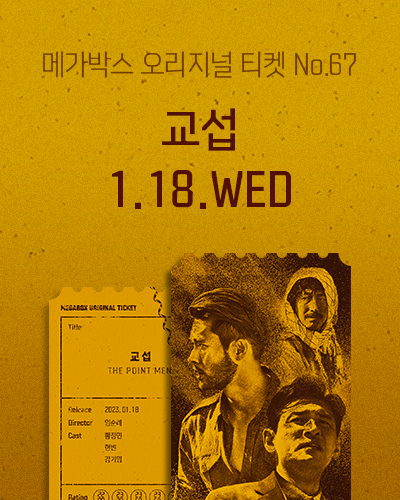 메가박스 오리지널 티켓 No.67
교섭
1.18.WED
MEGABOX ORIGINAL TICKET
Title
교섭
THE POINT MEN
Release 2023.01.18
Director 임순례
Cast 황정민
현빈
강기영
Rating